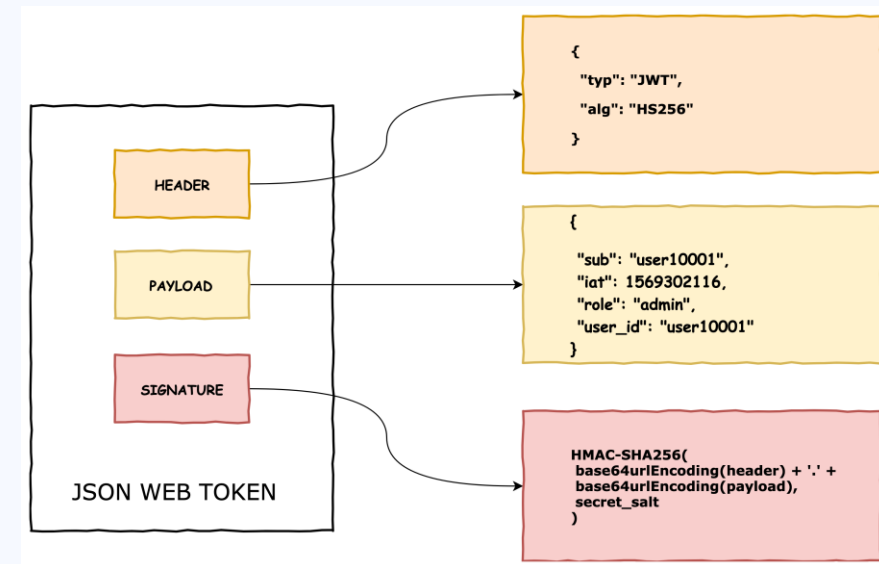 HEADER
PAYLOAD
SIGNATURE
JSON WEB TOKEN
{
"typ": "JWT",
"alg": "HS256"
}
{
"sub": "user10001",
"iat": 1569302116,
"role": "admin",
"user_id": "user10001"
}
HMAC-SHA256(
base64urlEncoding(header) + '.' +
base64urlEncoding(payload),
secret_salt
)